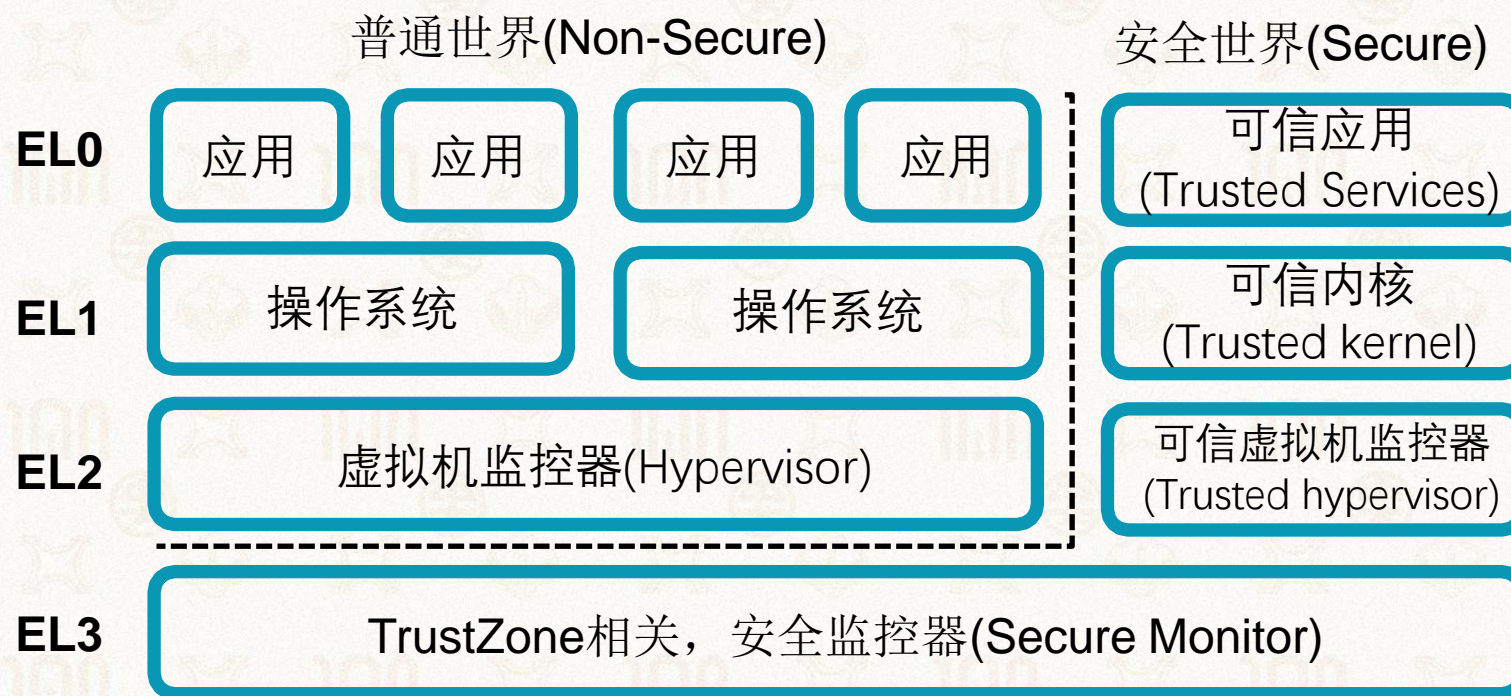 普通世界(Non-Secure)
安全世界(Secure)
EL0
应用
应用
应用
应用
可信应用
(Trusted Services)
EL1
操作系统
操作系统
可信内核
(Trusted kernel)
EL2
虚拟机监控器(Hypervisor)
可信虚拟机监控器
(Trusted hypervisor)
EL3
TrustZone相关，安全监控器(Secure Monitor)